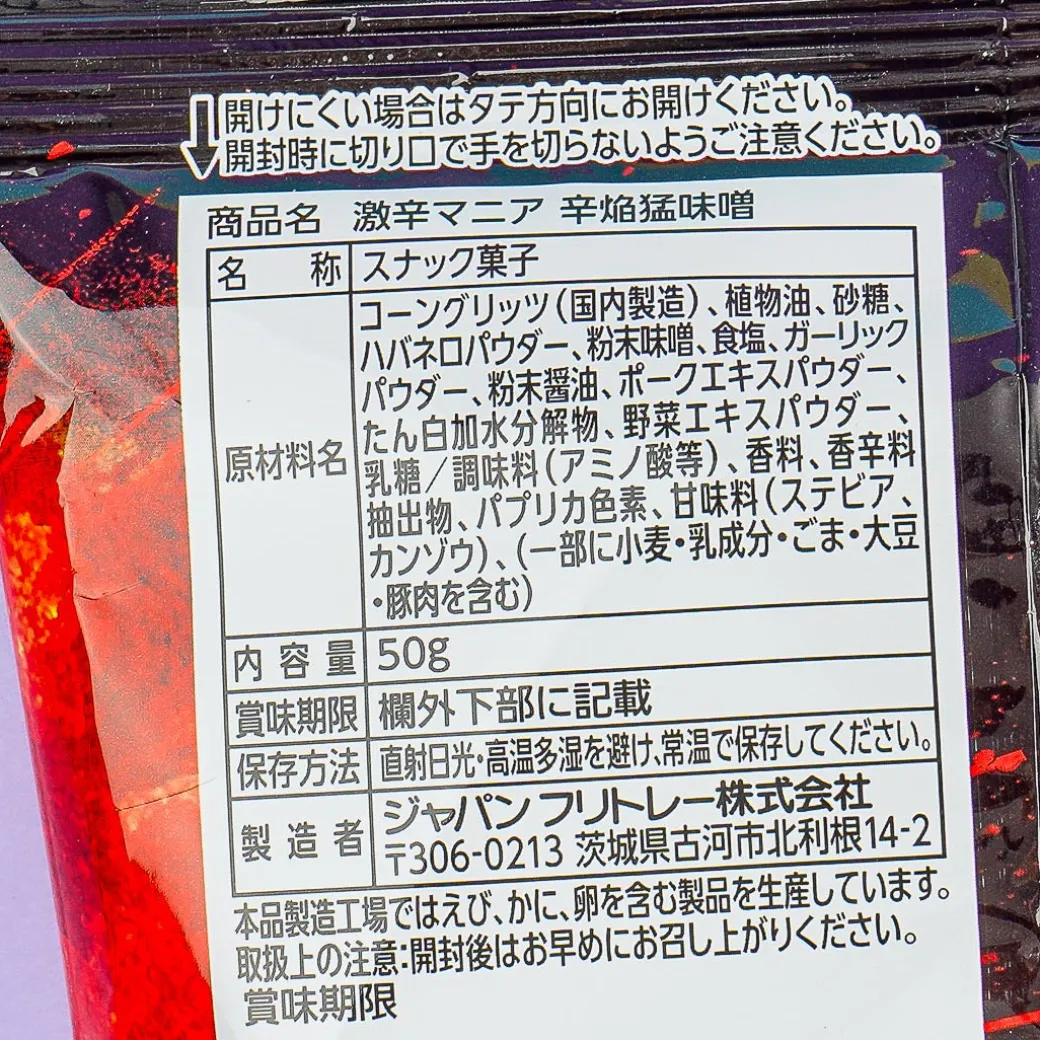 開けにくい場合はタテ方向にお開けください。
開封時に切り口で手を切らないようご注意ください。
商品名 激辛マニア 辛焔猛味噌
名称 スナック菓子
原材料名 コーングリッツ(国内製造)、植物油、砂糖、
ハバネロパウダー、粉末味噌、食塩、ガーリック
パウダー、粉末醤油、ポークエキスパウダー、
たん白加水分解物、野菜エキスパウダー、
乳糖/調味料(アミノ酸等)、香料、香辛料
抽出物、パプリカ色素、甘味料(ステビア、
カンゾウ)、(一部に小麦・乳成分・ごま・大豆
・豚肉を含む)
内容量 50g
賞味期限 欄外下部に記載
保存方法 直射日光・高温多湿を避け、常温で保存してください。
製造者 ジャパンフリトレー株式会社
〒306-0213 茨城県古河市北利根14-2
本品製造工場ではえび、かに、卵を含む製品を生産しています。
取扱上の注意:開封後はお早めにお召し上がりください。
賞味期限